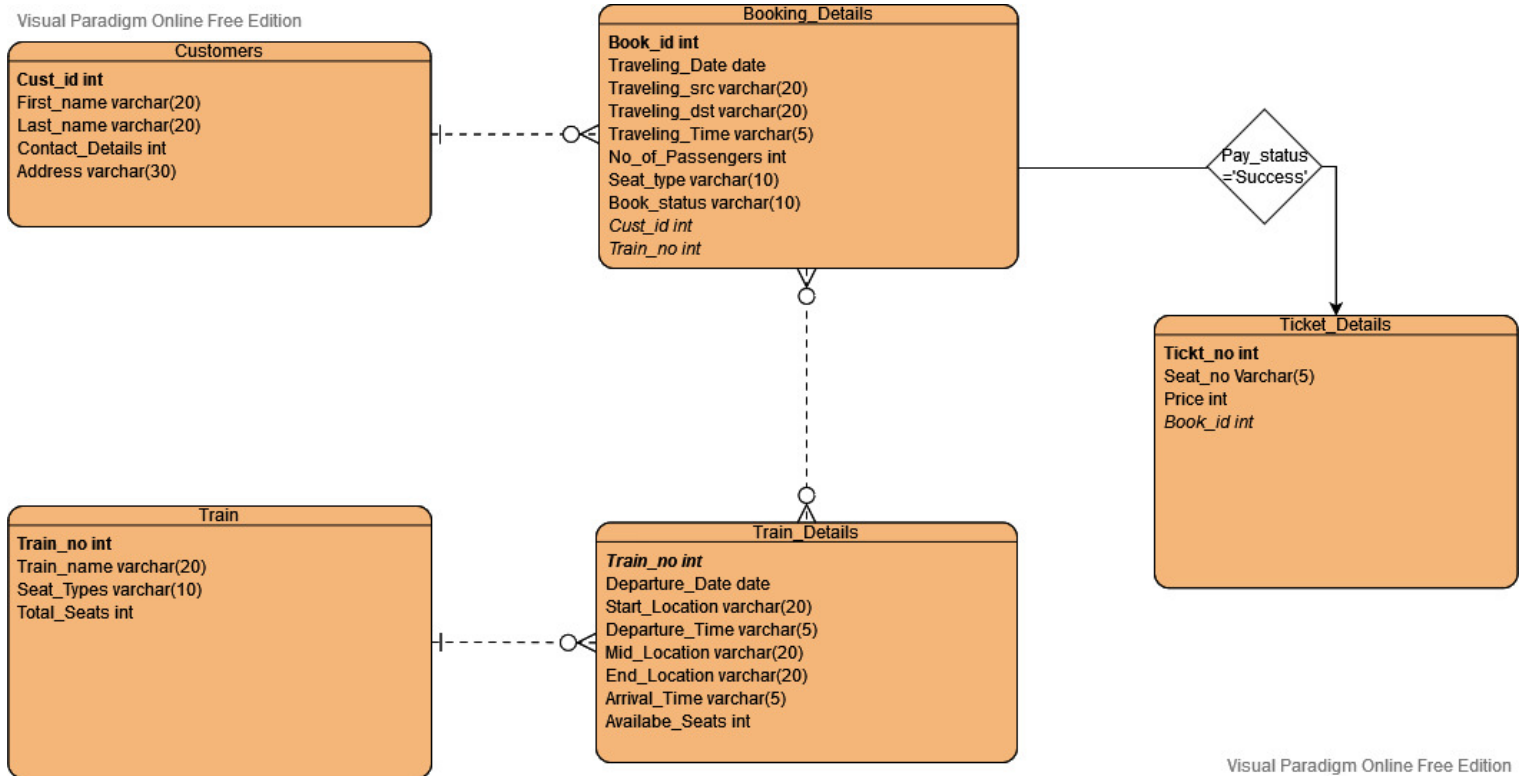 Visual Paradigm Online Free Edition
Customers
Cust_id int
First_name varchar(20)
Last_name varchar(20)
Contact_Details int
Address varchar(30)
Booking_Details
Book_id int
Traveling_Date date
Traveling_src varchar(20)
Traveling_dst varchar(20)
Traveling_Time varchar(5)
No_of_Passengers int
Seat_type varchar(10)
Book_status varchar(10)
Cust_id int
Train_no int
Pay_status
='Success'
Ticket_Details
Tickt_no int
Seat_no Varchar(5)
Price int
Book_id int
Train
Train_no int
Train_name varchar(20)
Seat_Types varchar(10)
Total_Seats int
Train_Details
Train_no int
Departure_Date date
Start_Location varchar(20)
Departure_Time varchar(5)
Mid_Location varchar(20)
End_Location varchar(20)
Arrival_Time varchar(5)
Availabe_Seats int
Visual Paradigm Online Free Edition